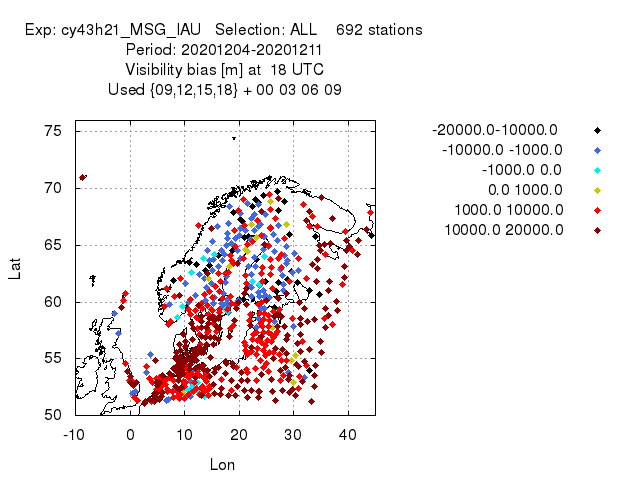 Exp: cy43h21_MSG_IAU   Selection: ALL    692 stations
Period: 20201204-20201211
Visibility bias [m] at  18 UTC
Used {09,12,15,18} + 00 03 06 09
-20000.0-10000.0
-10000.0 -1000.0
-1000.0 0.0
0.0 1000.0
1000.0 10000.0
10000.0 20000.0
75
70
65
60
55
50
Lat
-10 0 10 20 30 40
Lon